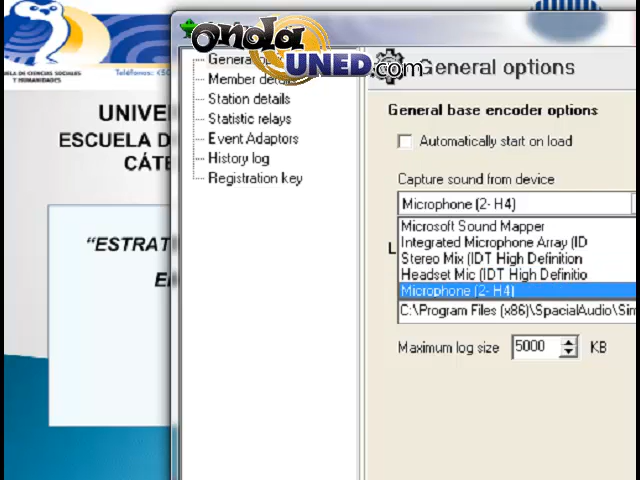 Onda
UNED.com
Teléfonos:
Y HUMANIDADES
UNIVE
ESCUELA D
CÁTE
"ESTRAT
E
Member
Station details
Statistic relays
Event Adaptors
History log
Registration key
General options
General base encoder options
Automatically start on load
Capture sound from device
Microphone (2- H4)
Microsoft Sound Mapper
Integrated Microphone Array (ID
Stereo Mix (IDT High Definition
Headset Mic (IDT High Definitio
Microphone (2- H4)
L
C:\Program Files (x86)\SpacialAudio\Sim
Maximum log size 5000 KB